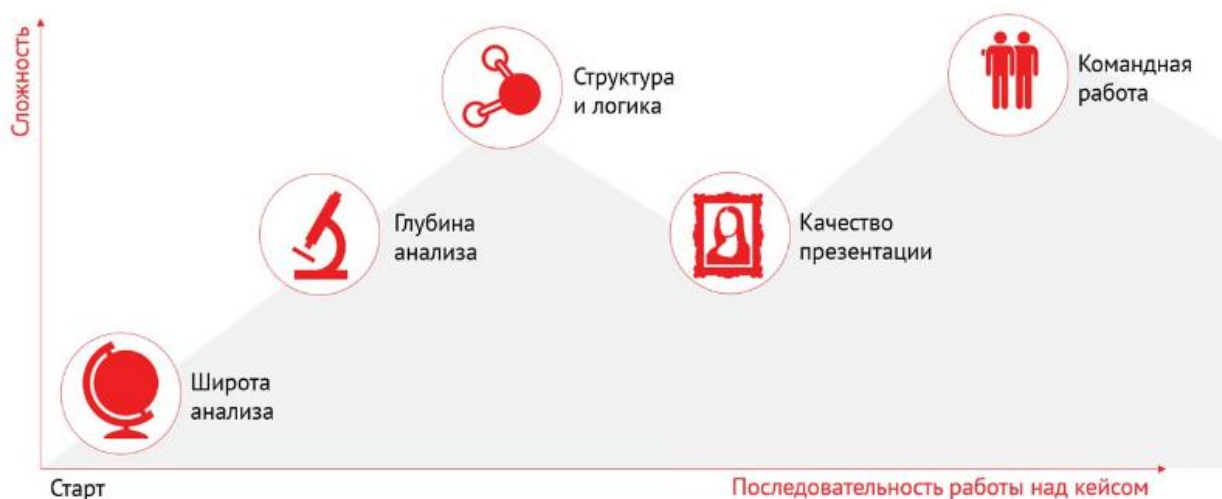 Сложность
Структура
и логика
Командная
работа
Глубина
анализа
Качество
презентации
Широта
анализа
Старт
Последовательность работы над кейсом